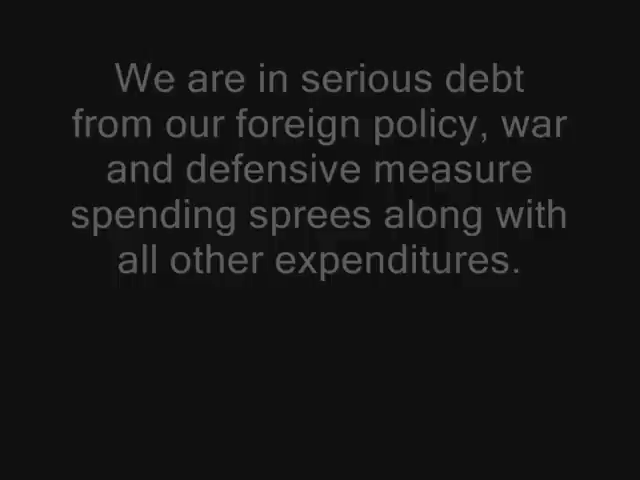 We are in serious debt
from our foreign policy, war
and defensive measure
spending sprees along with
all other expenditures.